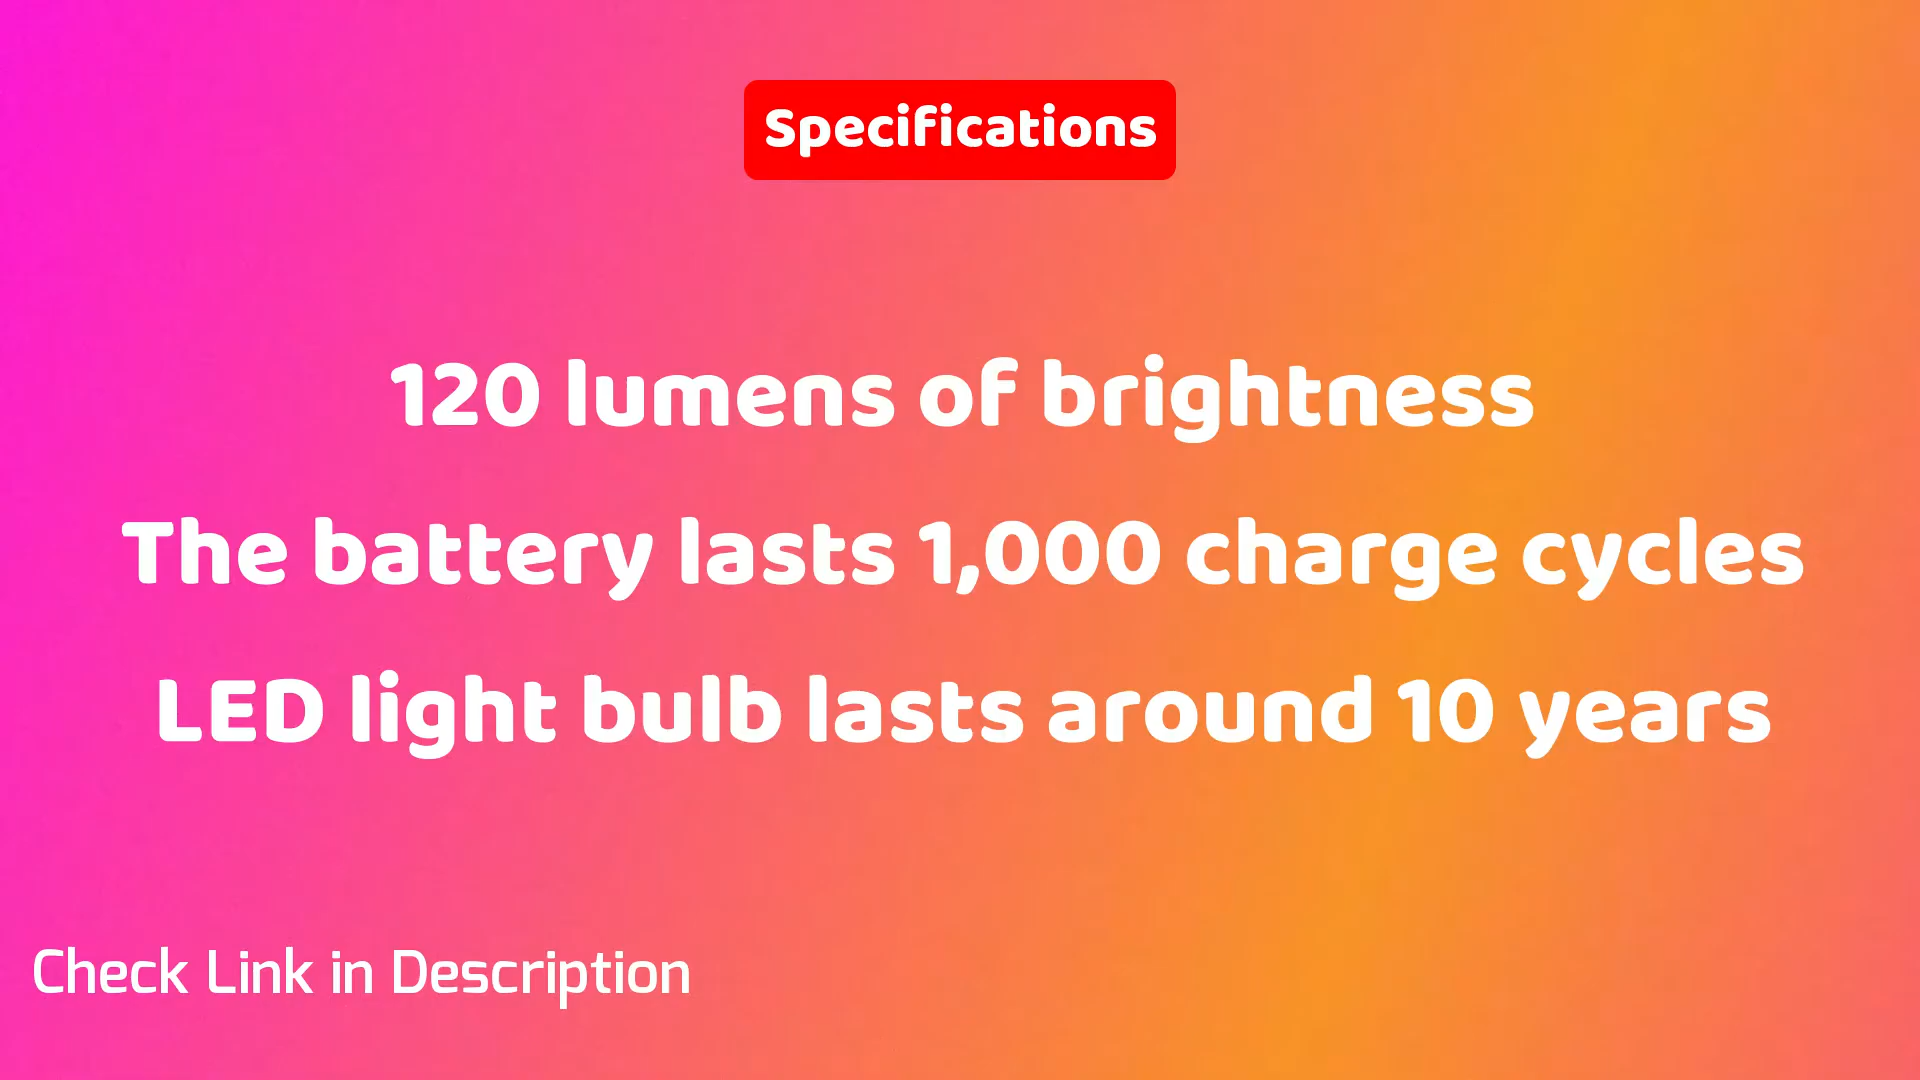 Specifications
120 lumens of brightness
The battery lasts 1,000 charge cycles
LED light bulb lasts around 10 years
Check Link in Description